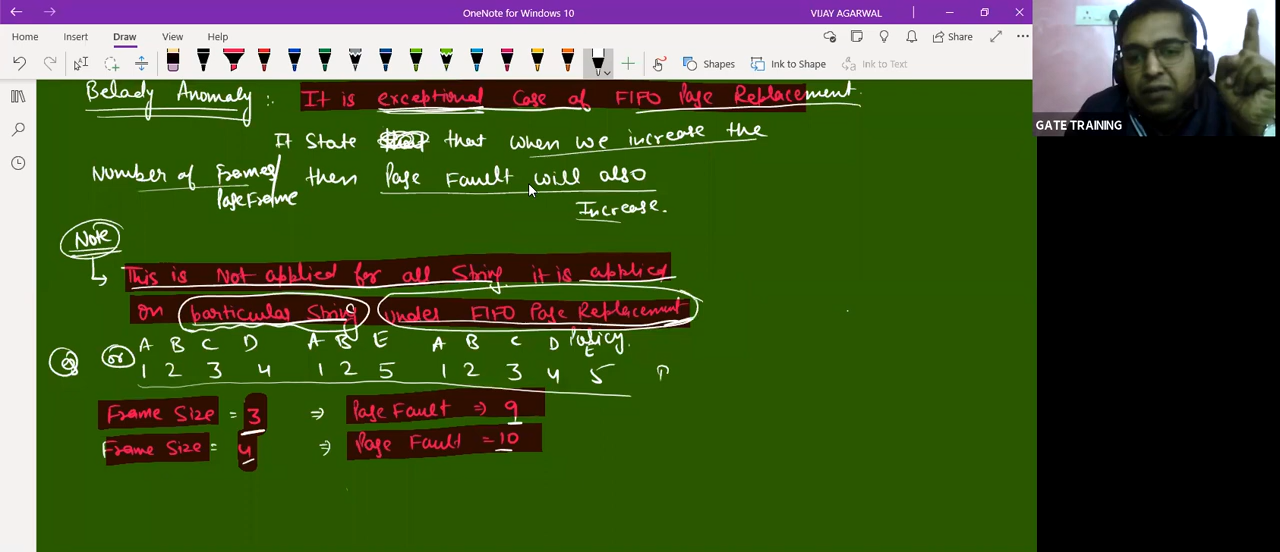 OneNote for Windows 10
VIJAY AGARWAL
Home Insert Draw View Help
Share
Shapes Ink to Shape Ink to Text
GATE TRAINING
Belady Anomaly : It is exceptional Case of FIFO Page Replacement.
It State that when we increase the
Number of Frames/ then Page Fault will also
PageFrame Increase.
Note
This is Not applied for all String it is applied
on particular String under FIFO Page Replacement
Policy.
A B C D A B E A B C D E
eg or 1 2 3 4 1 2 5 1 2 3 4 5
Frame Size = 3 ⇒ Page Fault ⇒ 9
Frame Size = 4 ⇒ Page Fault = 10